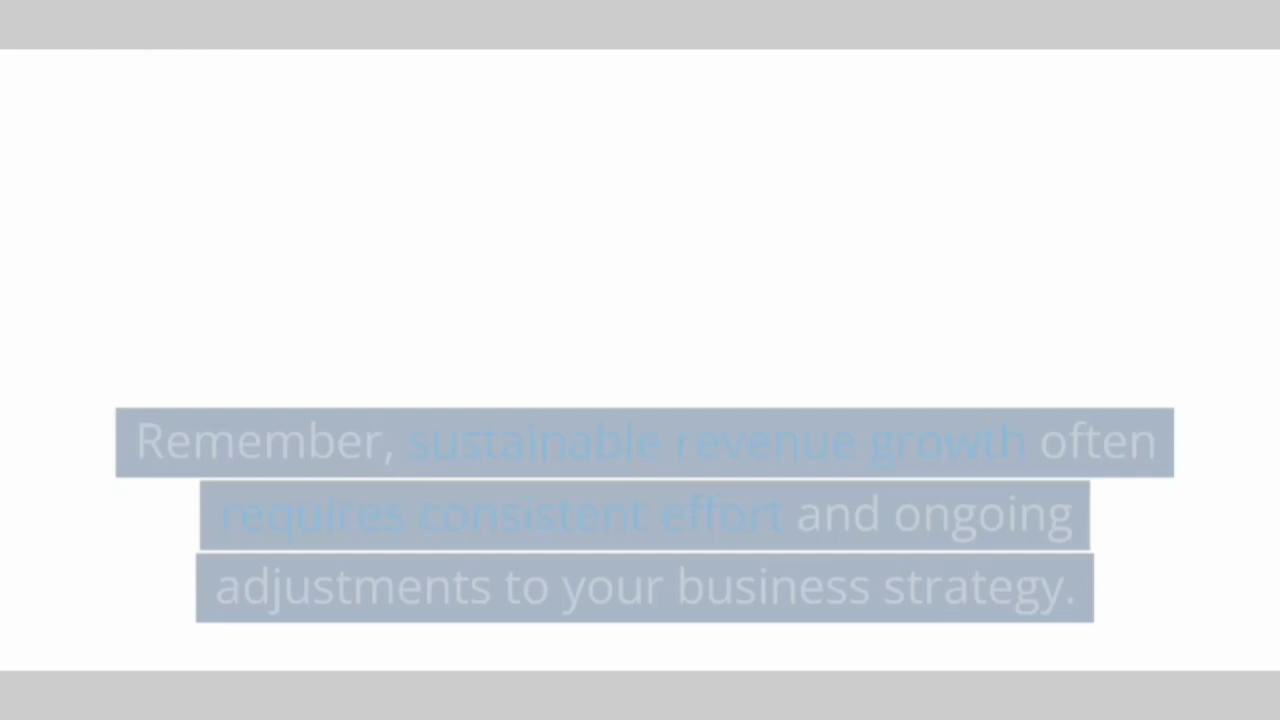 Remember, sustainable revenue growth often
requires consistent effort and ongoing
adjustments to your business strategy.